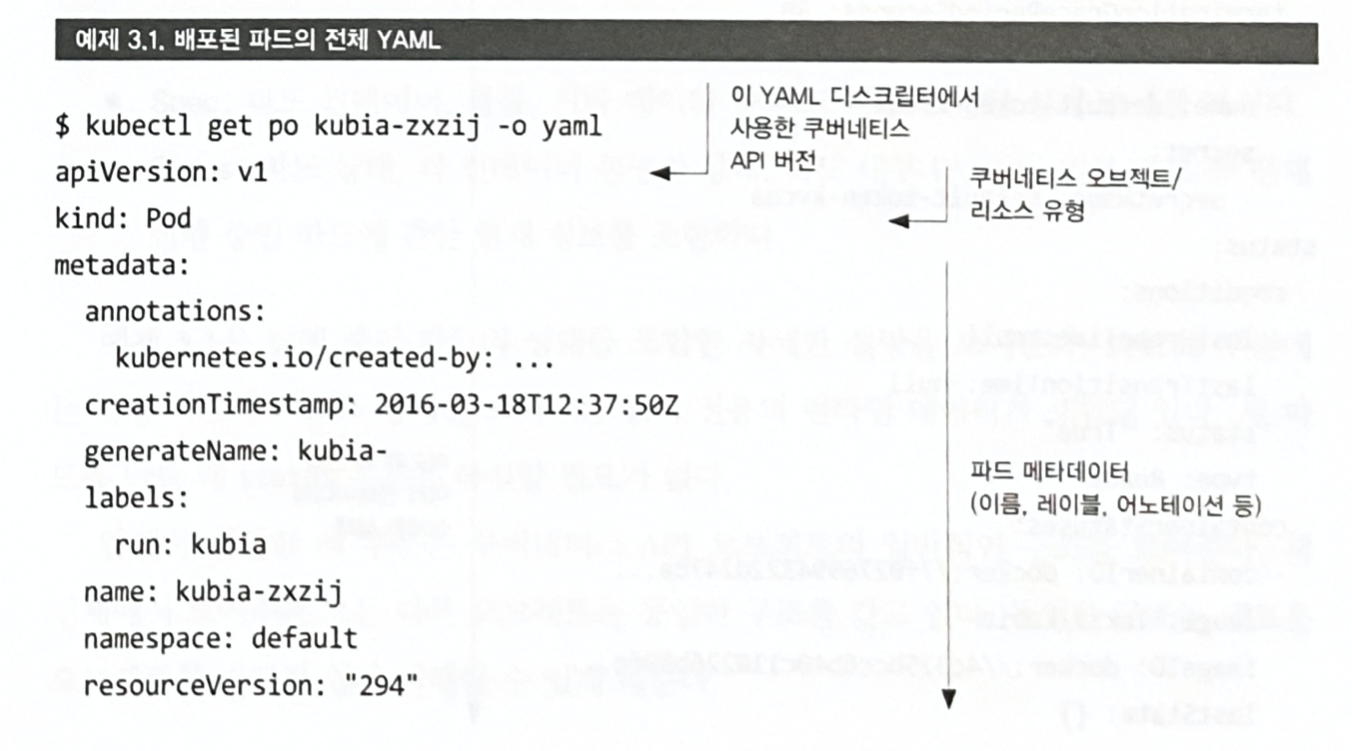 예제 3.1. 배포된 파드의 전체 YAML
$ kubectl get po kubia-zxzij -o yaml
이 YAML 디스크립터에서
사용한 쿠버네티스
API 버전
apiVersion: v1
쿠버네티스 오브젝트/
리소스 유형
kind: Pod
metadata:
annotations:
kubernetes.io/created-by: ...
creationTimestamp: 2016-03-18T12:37:50Z
generateName: kubia-
labels:
파드 메타데이터
(이름, 레이블, 어노테이션 등)
run: kubia
name: kubia-zxzij
namespace: default
resourceVersion: "294"